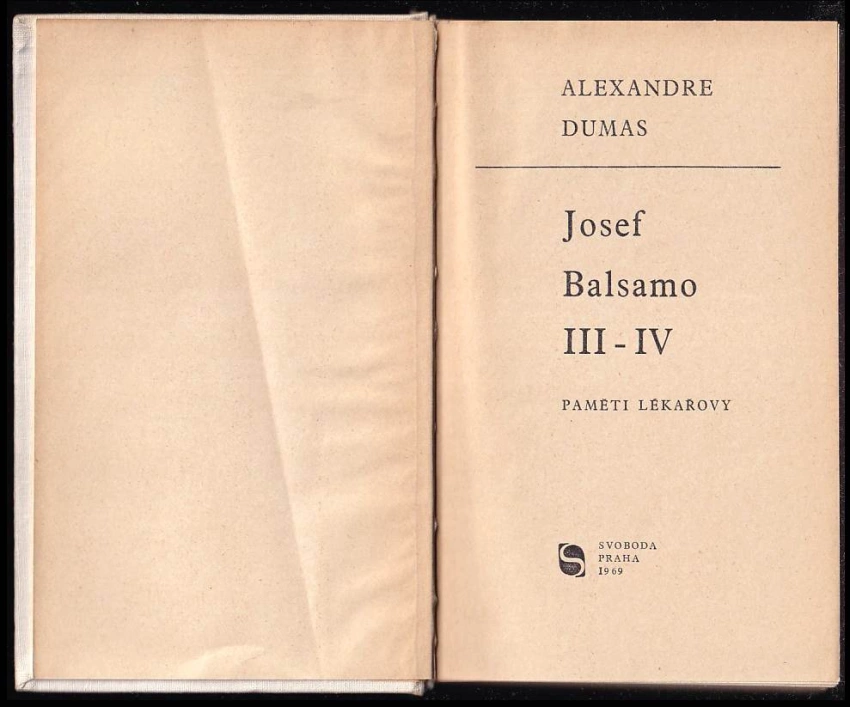 ALEXANDRE
DUMAS
Josef
Balsamo
III - IV
PAMĚTI LÉKAŘOVY
SVOBODA
PRAHA
1969